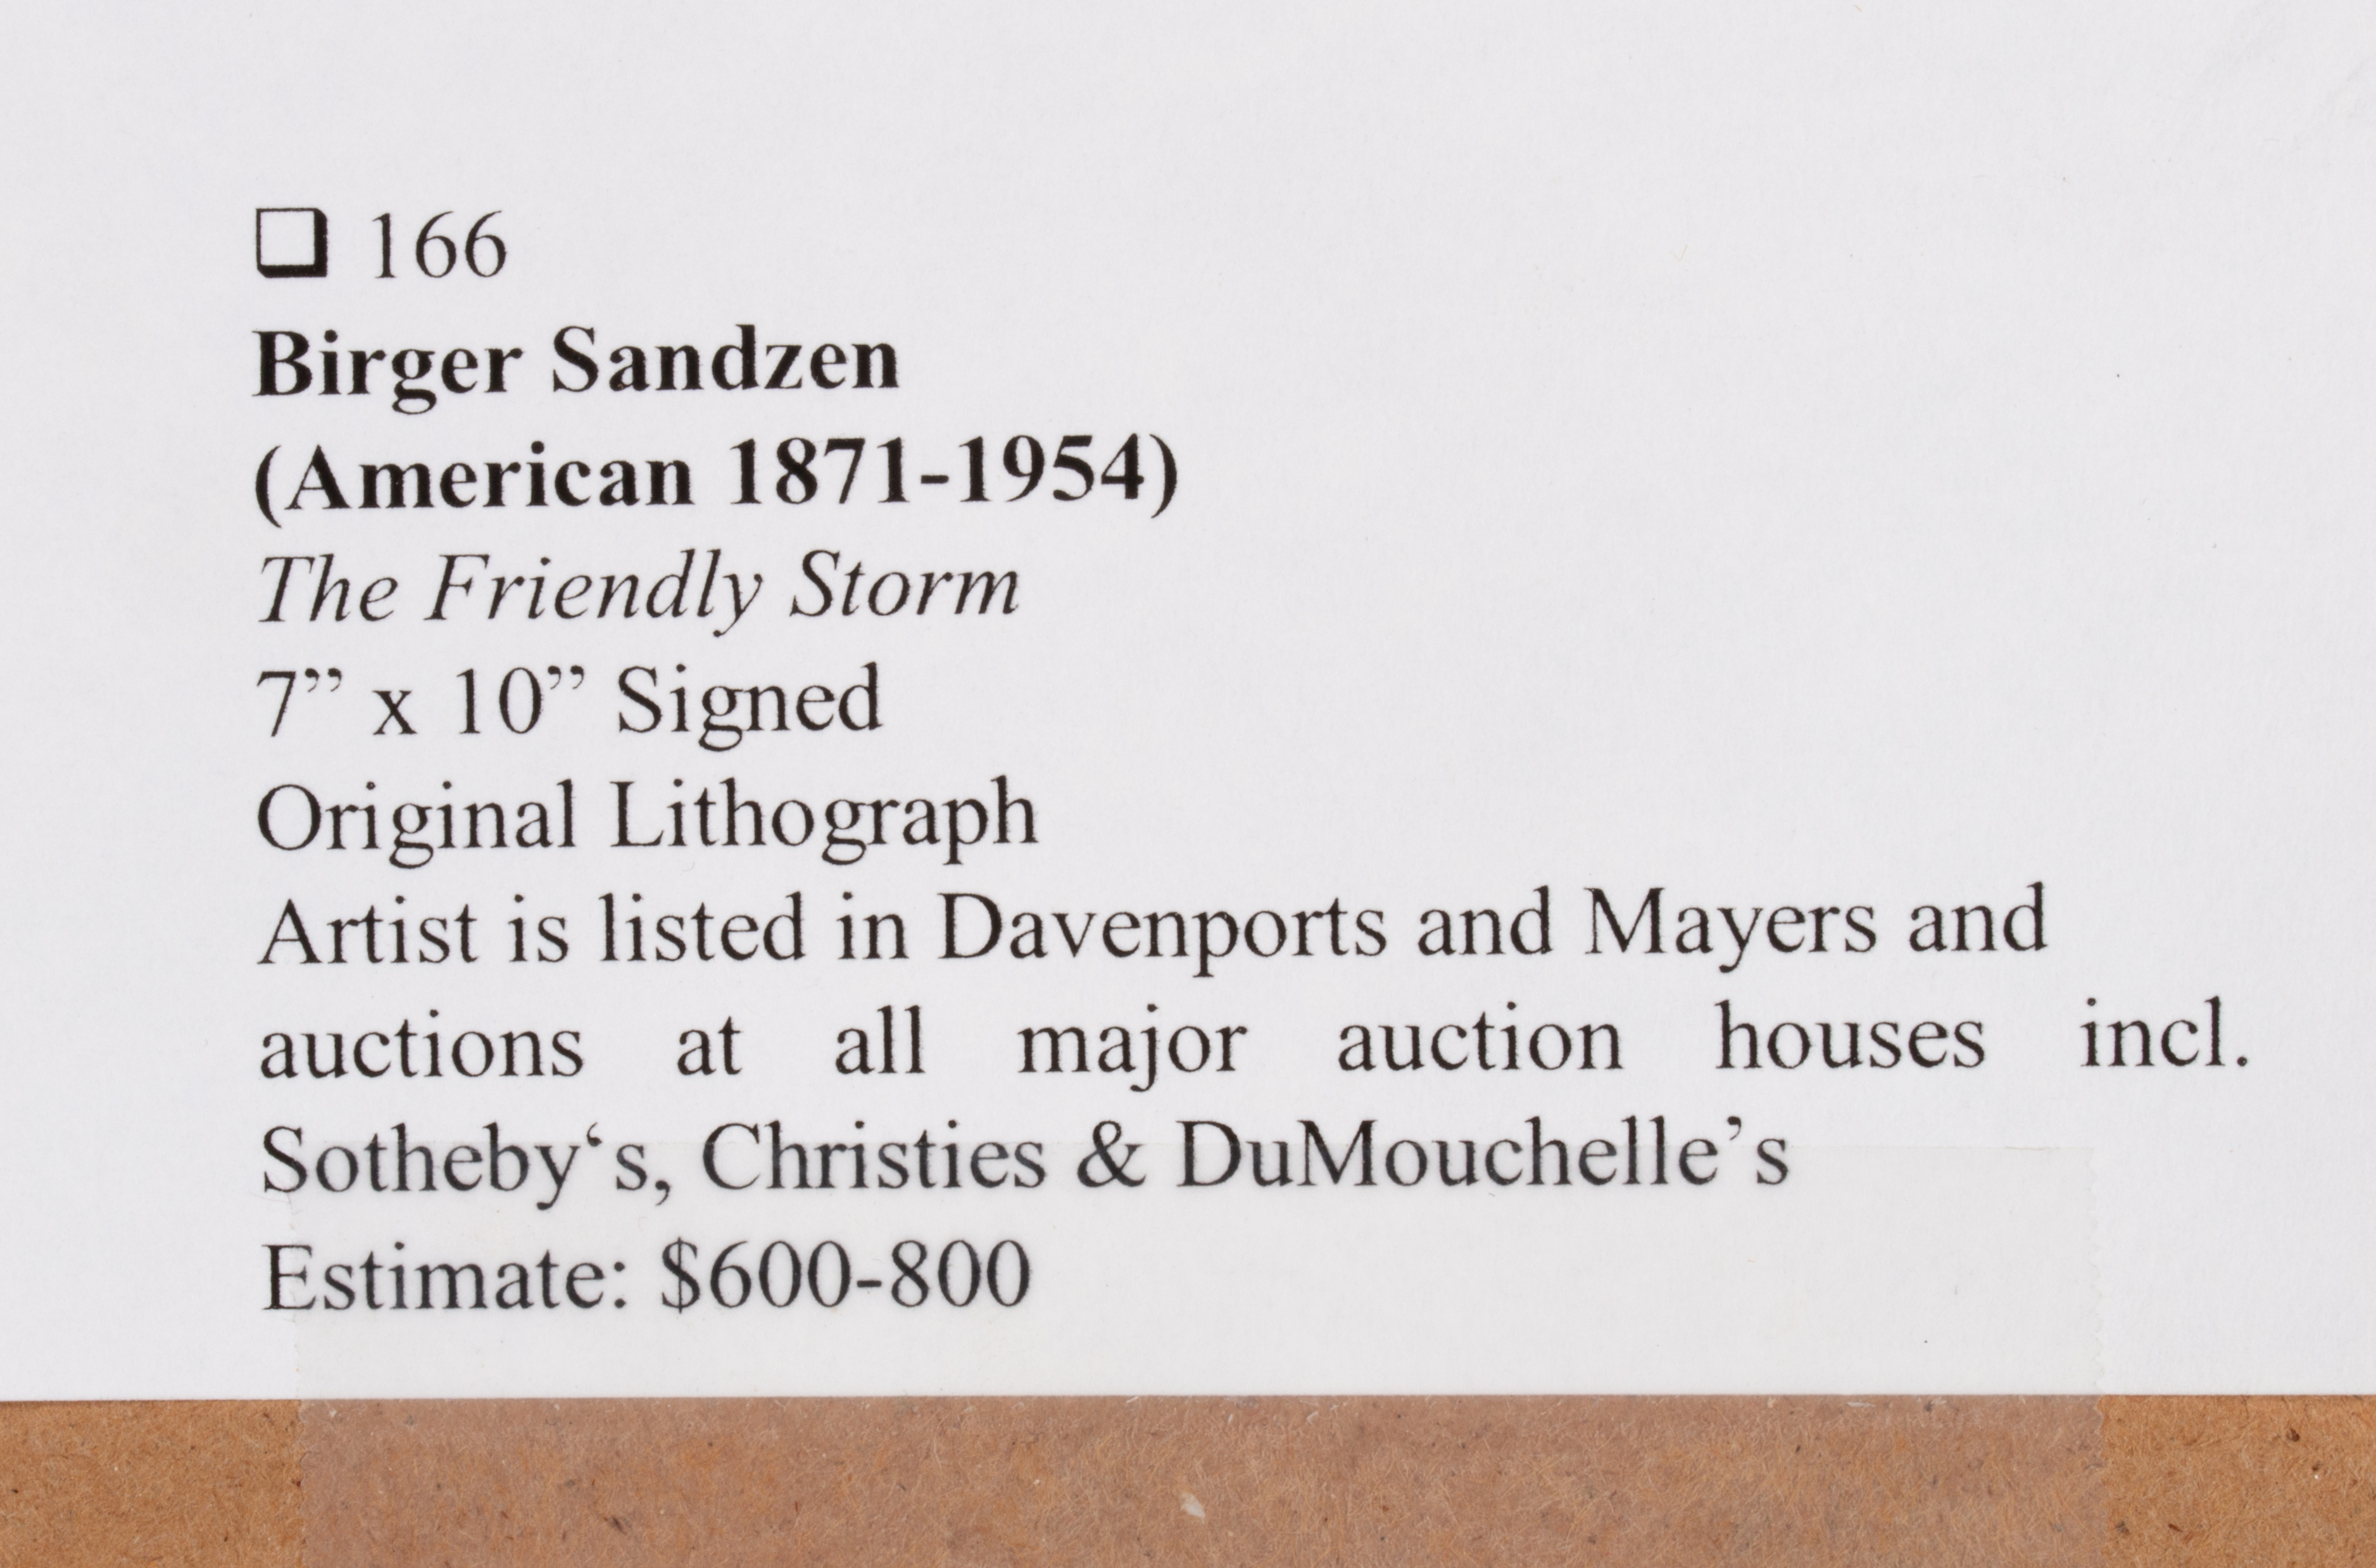 ❏ 166
Birger Sandzen
(American 1871-1954)
The Friendly Storm
7” x 10” Signed
Original Lithograph
Artist is listed in Davenports and Mayers and
auctions at all major auction houses incl.
Sotheby‘s, Christies & DuMouchelle’s
Estimate: $600-800